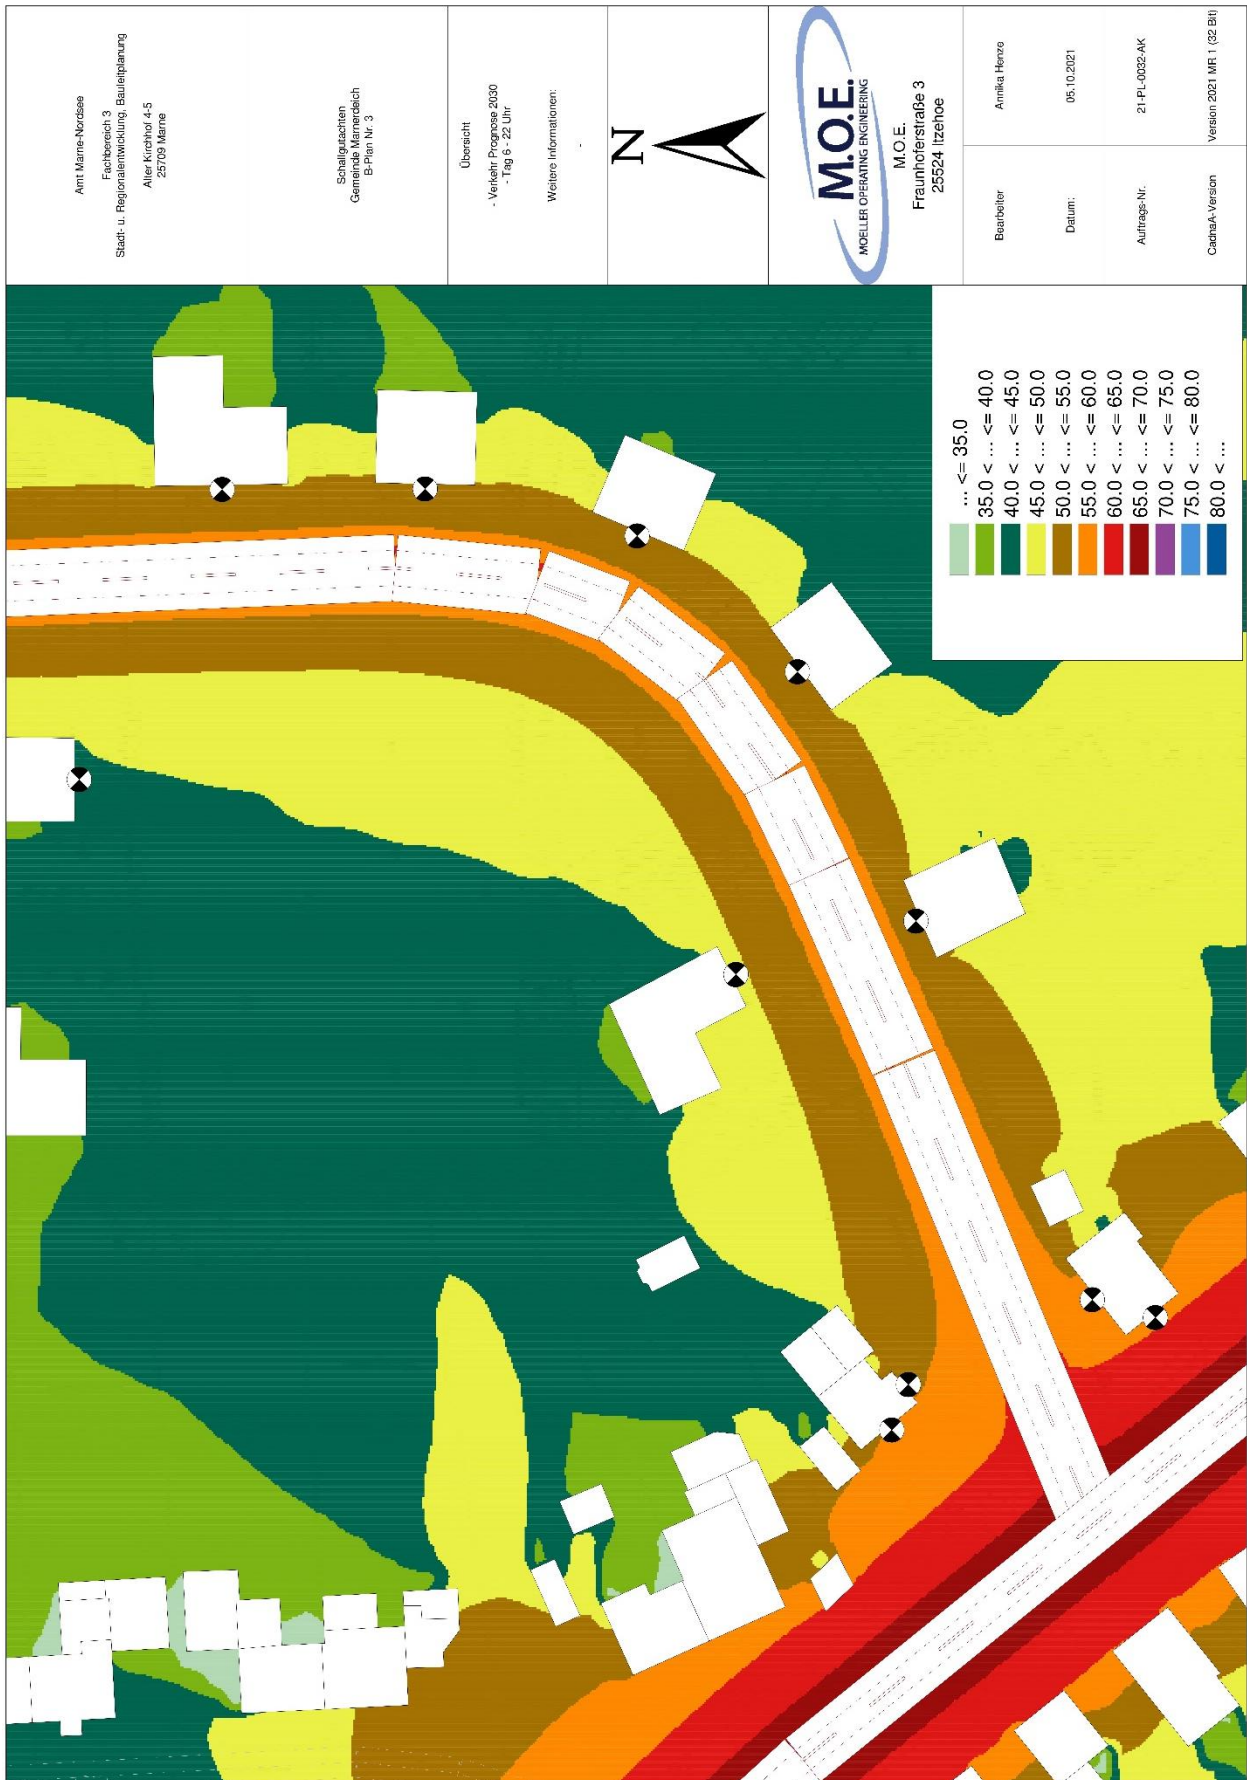 Amt Marne-Nordsee
Fachbereich 3
Stadt- u. Regionalentwicklung, Bauleitplanung
Alter Kirchhof 4-5
25709 Marne
Schallgutachten
Gemeinde Marnerdeich
B-Plan Nr. 3
Übersicht
- Verkehr Prognose 2030
- Tag 6 - 22 Uhr
Weitere Informationen:
-
N
M.O.E.
MOELLER OPERATING ENGINEERING
M.O.E.
Fraunhoferstraße 3
25524 Itzehoe
Bearbeiter
Annika Henze
Datum:
05.10.2021
Auftrags-Nr.
21-PL-0032-AK
CadnaA-Version
Version 2021 MR 1 (32 Bit)
... <= 35.0
35.0 < ... <= 40.0
40.0 < ... <= 45.0
45.0 < ... <= 50.0
50.0 < ... <= 55.0
55.0 < ... <= 60.0
60.0 < ... <= 65.0
65.0 < ... <= 70.0
70.0 < ... <= 75.0
75.0 < ... <= 80.0
80.0 < ...